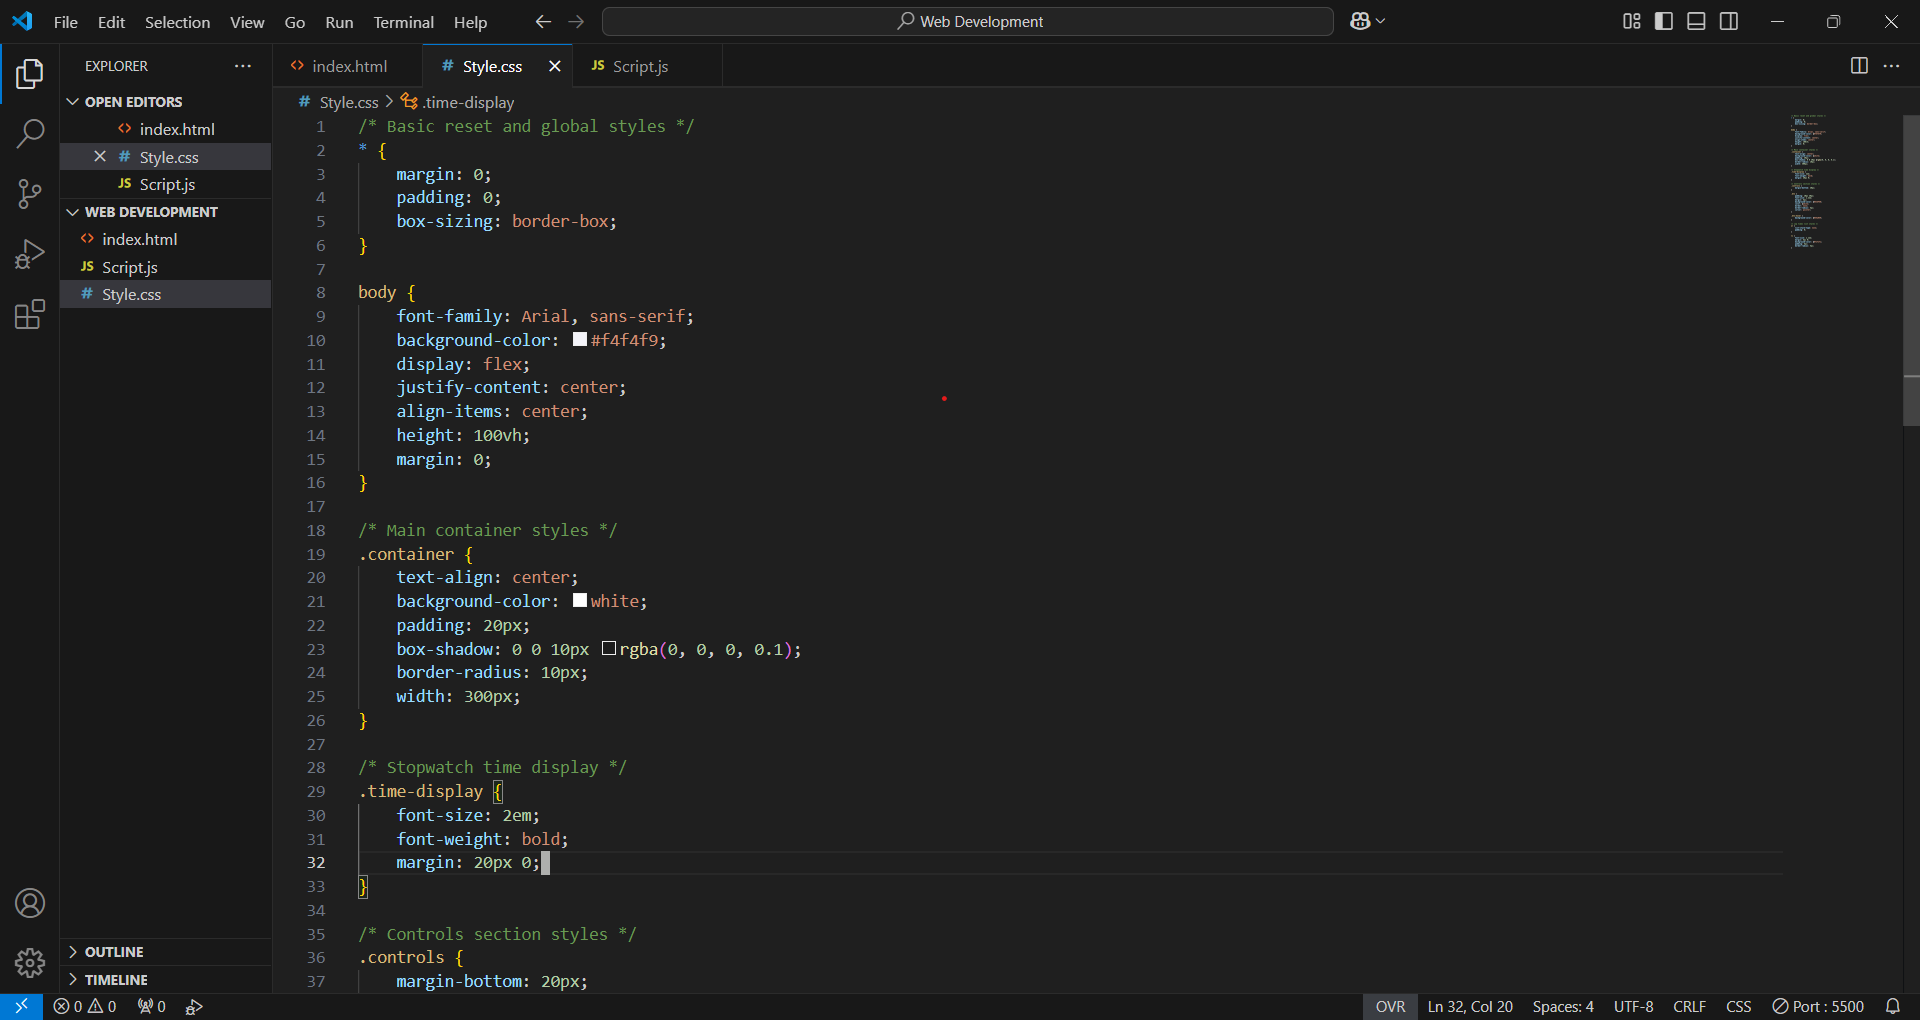 File Edit Selection View Go Run Terminal Help
Web Development
EXPLORER
OPEN EDITORS
<> index.html
# Style.css
JS Script.js
WEB DEVELOPMENT
<> index.html
JS Script.js
# Style.css
OUTLINE
TIMELINE
<> index.html # Style.css JS Script.js
# Style.css > .time-display
1 /* Basic reset and global styles */
2 * {
3 margin: 0;
4 padding: 0;
5 box-sizing: border-box;
6 }
7
8 body {
9 font-family: Arial, sans-serif;
10 background-color: #f4f4f9;
11 display: flex;
12 justify-content: center;
13 align-items: center;
14 height: 100vh;
15 margin: 0;
16 }
17
18 /* Main container styles */
19 .container {
20 text-align: center;
21 background-color: white;
22 padding: 20px;
23 box-shadow: 0 0 10px rgba(0, 0, 0, 0.1);
24 border-radius: 10px;
25 width: 300px;
26 }
27
28 /* Stopwatch time display */
29 .time-display {
30 font-size: 2em;
31 font-weight: bold;
32 margin: 20px 0;
33 }
34
35 /* Controls section styles */
36 .controls {
37 margin-bottom: 20px;
0 0 0
OVR Ln 32, Col 20 Spaces: 4 UTF-8 CRLF CSS Port : 5500